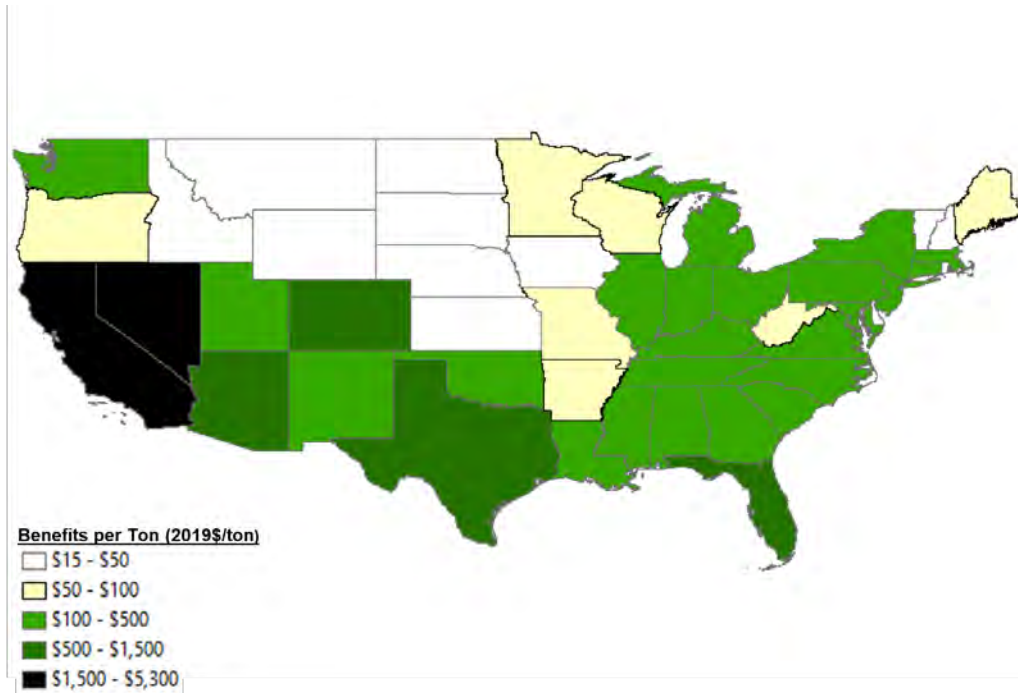 Benefits per Ton (2019$/ton)
$15 - $50
$50 - $100
$100 - $500
$500 - $1,500
$1,500 - $5,300